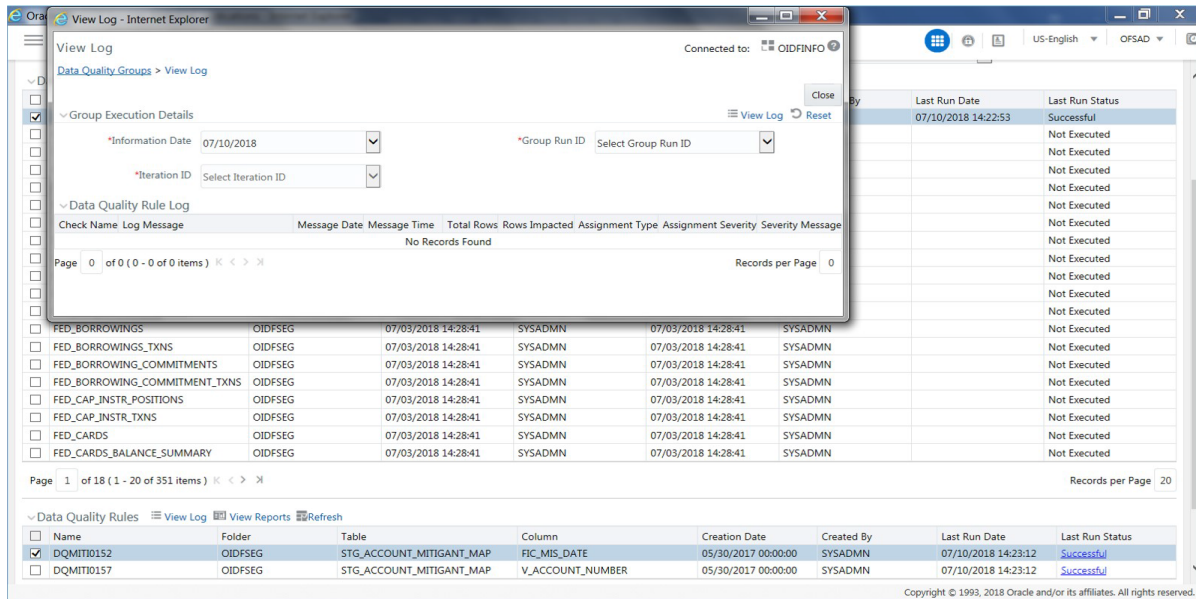 Ora View Log - Internet Explorer
View Log
Connected to: OIDFINFO
US-English OFSAD
Data Quality Groups > View Log
Close
Group Execution Details
View Log Reset
*Information Date 07/10/2018 *Group Run ID Select Group Run ID
*Iteration ID Select Iteration ID
Data Quality Rule Log
Check Name Log Message Message Date Message Time Total Rows Rows Impacted Assignment Type Assignment Severity Severity Message
No Records Found
Page 0 of 0 ( 0 - 0 of 0 items ) Records per Page 0
By Last Run Date Last Run Status
07/10/2018 14:22:53 Successful
Not Executed
Not Executed
Not Executed
Not Executed
Not Executed
Not Executed
Not Executed
Not Executed
Not Executed
Not Executed
Not Executed
FED_BORROWINGS OIDFSEG 07/03/2018 14:28:41 SYSADMN 07/03/2018 14:28:41 SYSADMN Not Executed
FED_BORROWINGS_TXNS OIDFSEG 07/03/2018 14:28:41 SYSADMN 07/03/2018 14:28:41 SYSADMN Not Executed
FED_BORROWING_COMMITMENTS OIDFSEG 07/03/2018 14:28:41 SYSADMN 07/03/2018 14:28:41 SYSADMN Not Executed
FED_BORROWING_COMMITMENT_TXNS OIDFSEG 07/03/2018 14:28:41 SYSADMN 07/03/2018 14:28:41 SYSADMN Not Executed
FED_CAP_INSTR_POSITIONS OIDFSEG 07/03/2018 14:28:41 SYSADMN 07/03/2018 14:28:41 SYSADMN Not Executed
FED_CAP_INSTR_TXNS OIDFSEG 07/03/2018 14:28:41 SYSADMN 07/03/2018 14:28:41 SYSADMN Not Executed
FED_CARDS OIDFSEG 07/03/2018 14:28:41 SYSADMN 07/03/2018 14:28:41 SYSADMN Not Executed
FED_CARDS_BALANCE_SUMMARY OIDFSEG 07/03/2018 14:28:41 SYSADMN 07/03/2018 14:28:41 SYSADMN Not Executed
Page 1 of 18 ( 1 - 20 of 351 items ) Records per Page 20
Data Quality Rules View Log View Reports Refresh
Name Folder Table Column Creation Date Created By Last Run Date Last Run Status
DQMITI0152 OIDFSEG STG_ACCOUNT_MITIGANT_MAP FIC_MIS_DATE 05/30/2017 00:00:00 SYSADMN 07/10/2018 14:23:12 Successful
DQMITI0157 OIDFSEG STG_ACCOUNT_MITIGANT_MAP V_ACCOUNT_NUMBER 05/30/2017 00:00:00 SYSADMN 07/10/2018 14:23:12 Successful
Copyright © 1993, 2018 Oracle and/or its affiliates. All rights reserved.